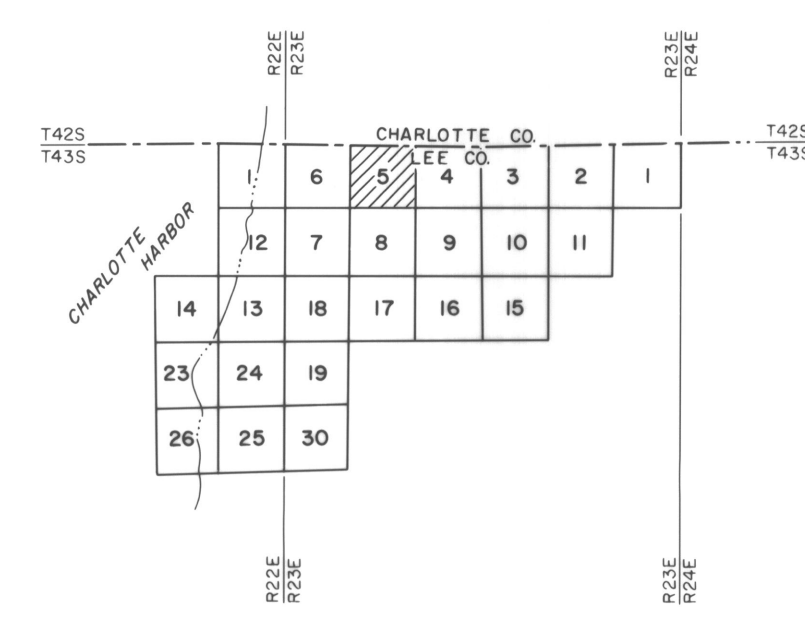 R22E R23E
R23E R24E
T42S CHARLOTTE CO. T42S
T43S LEE CO. T43S
1 6 5 4 3 2 1
CHARLOTTE
HARBOR
12 7 8 9 10 11
14 13 18 17 16 15
23 24 19
26 25 30
R22E R23E
R23E R24E